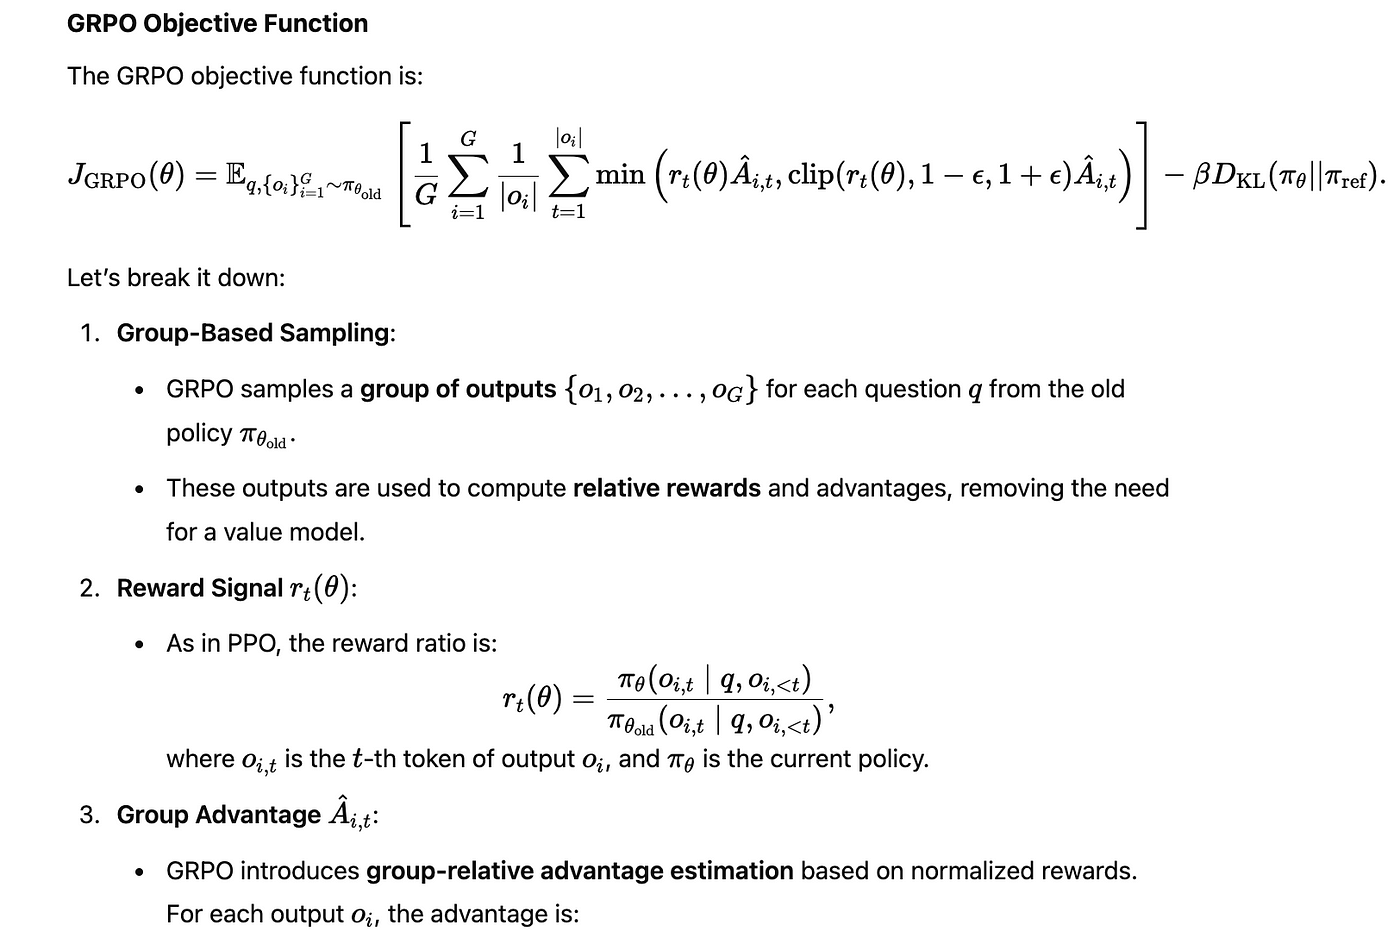 GRPO Objective Function
The GRPO objective function is:
J_GRPO(θ) = 𝔼_{q,{o_i}_{i=1}^G∼π_{θ_old}} [ 1/G ∑_{i=1}^{G} 1/|o_i| ∑_{t=1}^{|o_i|} min ( r_t(θ)Â_{i,t}, clip(r_t(θ), 1 − ϵ, 1 + ϵ)Â_{i,t} ) ] − βD_KL(π_θ||π_ref).
Let’s break it down:
1. Group-Based Sampling:
• GRPO samples a group of outputs {o_1, o_2, . . . , o_G} for each question q from the old
policy π_{θ_old}.
• These outputs are used to compute relative rewards and advantages, removing the need
for a value model.
2. Reward Signal r_t(θ):
• As in PPO, the reward ratio is:
r_t(θ) = π_θ(o_{i,t} | q, o_{i,<t}) / π_{θ_old}(o_{i,t} | q, o_{i,<t}),
where o_{i,t} is the t-th token of output o_i, and π_θ is the current policy.
3. Group Advantage Â_{i,t}:
• GRPO introduces group-relative advantage estimation based on normalized rewards.
For each output o_i, the advantage is: